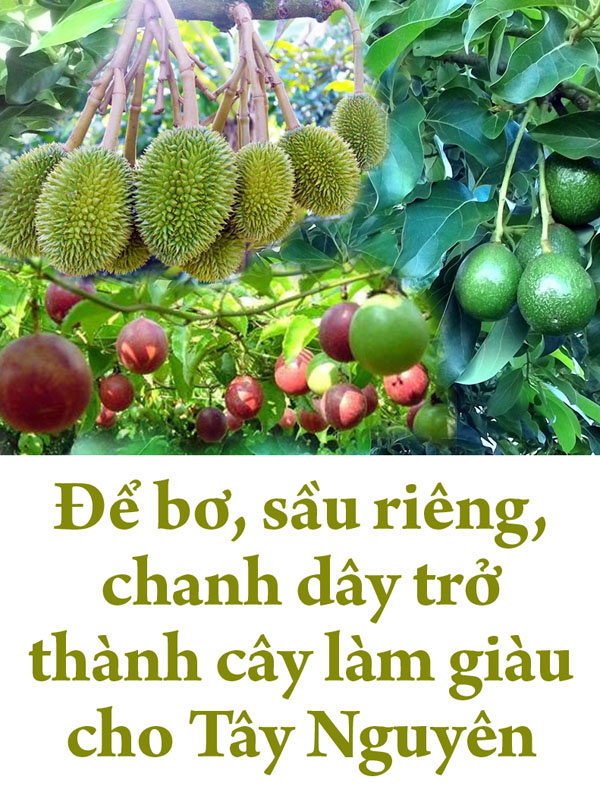 Để bơ, sầu riêng,
chanh dây trở
thành cây làm giàu
cho Tây Nguyên